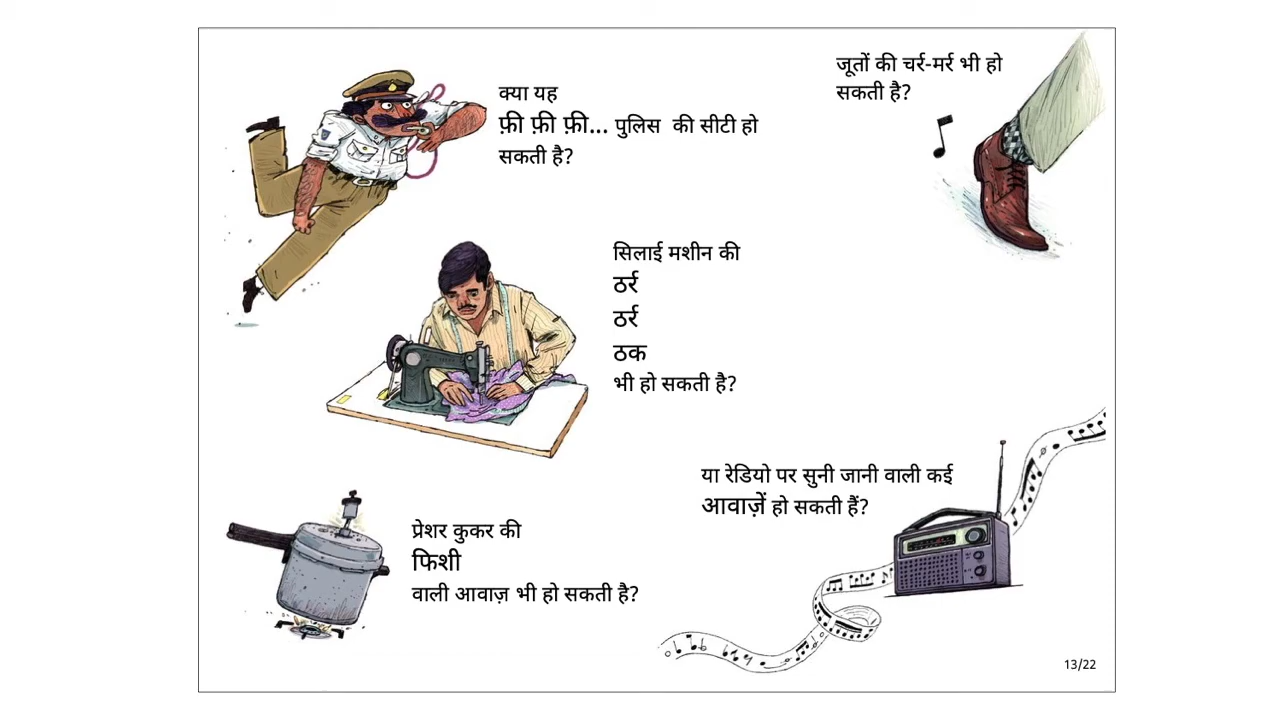 क्या यह
फ़ी फ़ी फ़ी... पुलिस की सीटी हो
सकती है?
जूतों की चर्र-मर्र भी हो
सकती है?
सिलाई मशीन की
ठर्र
ठर्र
ठक
भी हो सकती है?
या रेडियो पर सुनी जानी वाली कई
आवाज़ें हो सकती हैं?
प्रेशर कुकर की
फिशी
वाली आवाज़ भी हो सकती है?
13/22